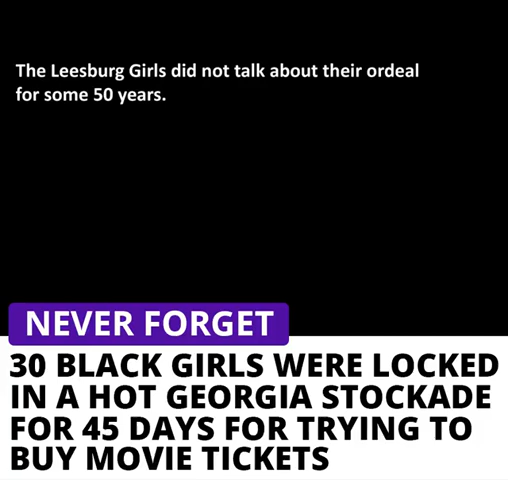 The Leesburg Girls did not talk about their ordeal
for some 50 years.
NEVER FORGET
30 BLACK GIRLS WERE LOCKED
IN A HOT GEORGIA STOCKADE
FOR 45 DAYS FOR TRYING TO
BUY MOVIE TICKETS